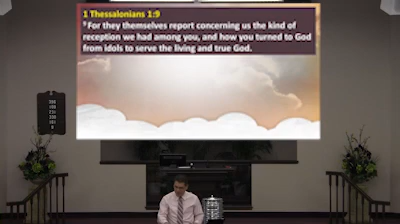 1 Thessalonians 1:9
9 For they themselves report concerning us the kind of
reception we had among you, and how you turned to God
from idols to serve the living and true God.